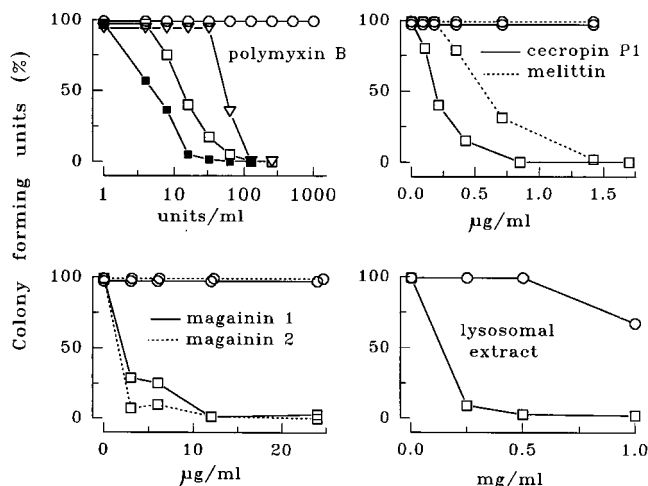 Colony forming units (%)
100
50
0
polymyxin B
1 10 100 1000
units/ml
100
50
0
cecropin P1
melittin
0.0 0.5 1.0 1.5
µg/ml
100
50
0
magainin 1
magainin 2
0 10 20
µg/ml
100
50
0
lysosomal
extract
0.0 0.5 1.0
mg/ml